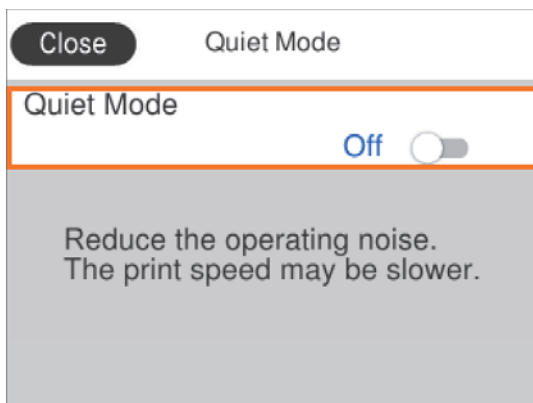 Close Quiet Mode
Quiet Mode
Off
Reduce the operating noise.
The print speed may be slower.